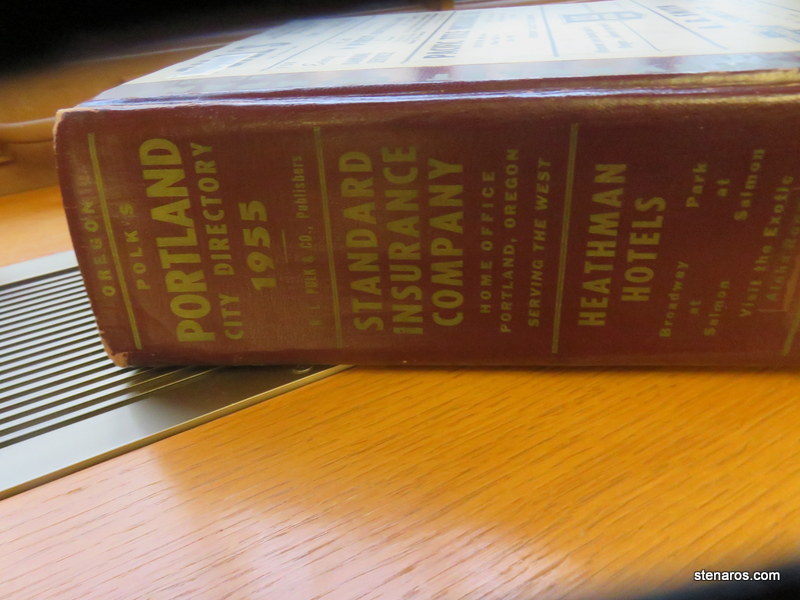 OREGON
POLK'S
PORTLAND
CITY DIRECTORY
1955
POLK & CO., Publishers
STANDARD
INSURANCE
COMPANY
HOME OFFICE
PORTLAND, OREGON
SERVING THE WEST
HEATHMAN
HOTELS
Broadway
at
Salmon
Park
at
Salmon
Visit the Exotic
stenaros.com